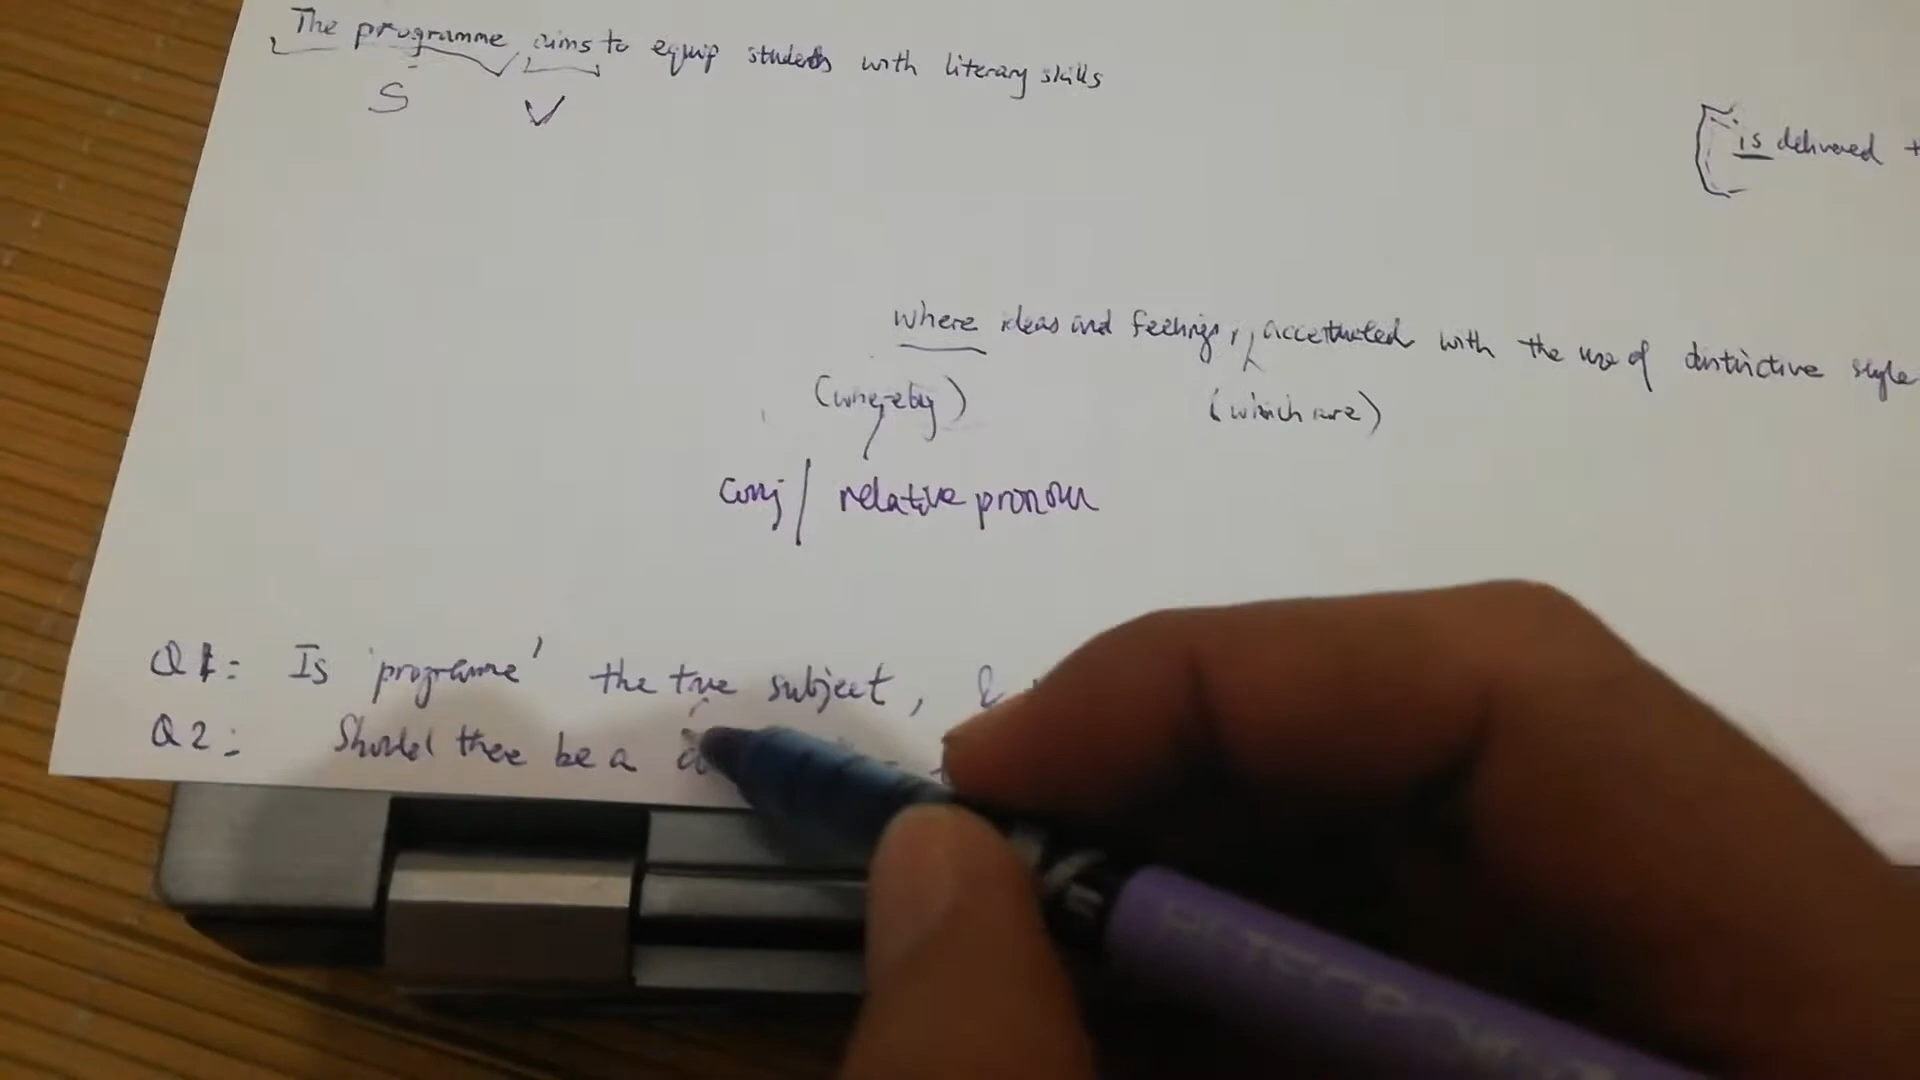 The programme aims to equip students with literary skills
S V
is delivered +
where ideas and feelings, accetuated with the use of distinctive style
(whereby) (which are)
conj / relative pronoun
Q1: Is 'programme' the true subject, &
Q2: Should there be a